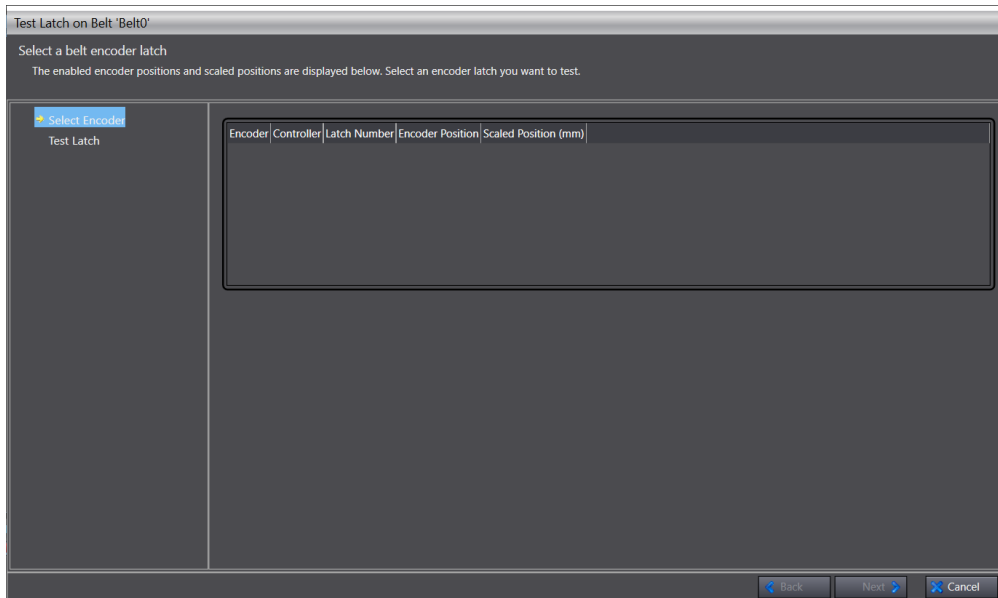 Test Latch on Belt 'Belt0'
Select a belt encoder latch
The enabled encoder positions and scaled positions are displayed below. Select an encoder latch you want to test.
Select Encoder
Test Latch
Encoder Controller Latch Number Encoder Position Scaled Position (mm)
Back Next Cancel